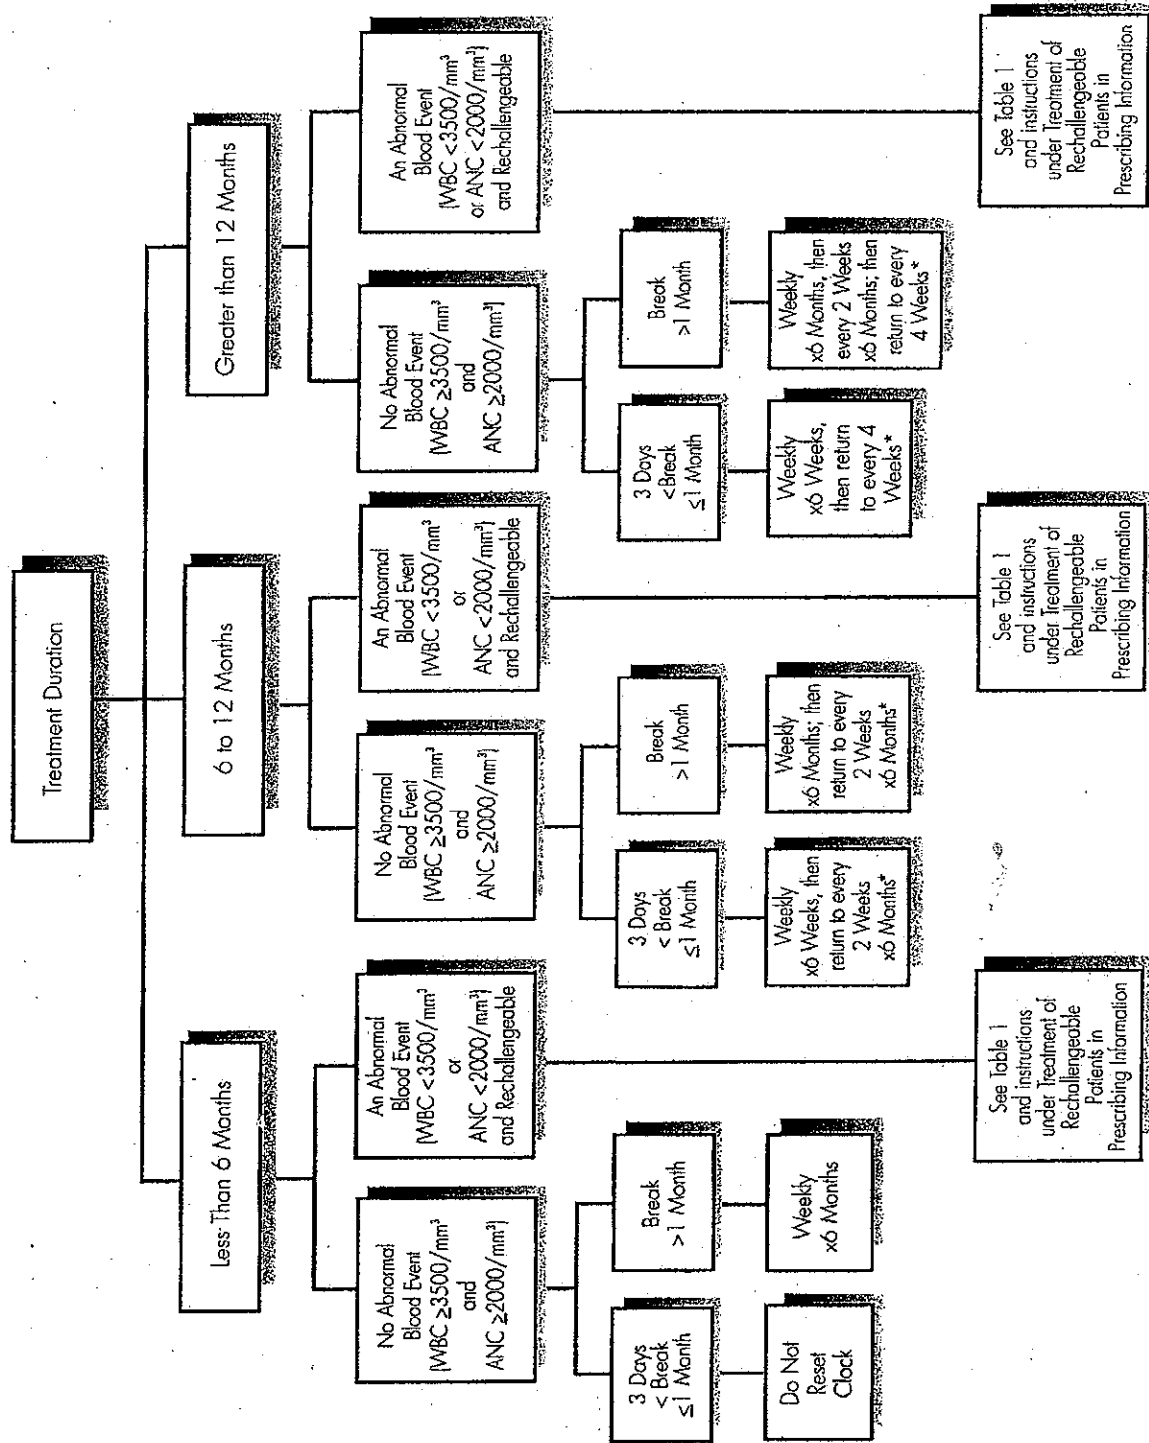 Treatment Duration
Less Than 6 Months
6 to 12 Months
Greater than 12 Months
No Abnormal
Blood Event
(WBC ≥3500/mm³
and
ANC ≥2000/mm³)
An Abnormal
Blood Event
(WBC <3500/mm³
or
ANC <2000/mm³)
and Rechallengeable
No Abnormal
Blood Event
(WBC ≥3500/mm³
and
ANC ≥2000/mm³)
An Abnormal
Blood Event
(WBC <3500/mm³
or
ANC <2000/mm³)
and Rechallengeable
No Abnormal
Blood Event
(WBC ≥3500/mm³
and
ANC ≥2000/mm³)
An Abnormal
Blood Event
(WBC <3500/mm³
or ANC <2000/mm³)
and Rechallengeable
3 Days
< Break
≤1 Month
Break
>1 Month
3 Days
< Break
≤1 Month
Break
>1 Month
3 Days
<Break
≤1 Month
Break
>1 Month
Do Not
Reset
Clock
Weekly
x6 Months
Weekly
x6 Weeks, then
return to every
2 Weeks
x6 Months*
Weekly
x6 Months; then
return to every
2 Weeks
x6 Months*
Weekly
x6 Weeks,
then return
to every 4
Weeks*
Weekly
x6 Months, then
every 2 Weeks
x6 Months; then
return to every
4 Weeks*
See Table 1
and instructions
under Treatment of
Rechallengeable
Patients in
Prescribing Information
See Table 1
and instructions
under Treatment of
Rechallengeable
Patients in
Prescribing Information
See Table 1
and instructions
under Treatment of
Rechallengeable
Patients in
Prescribing Information